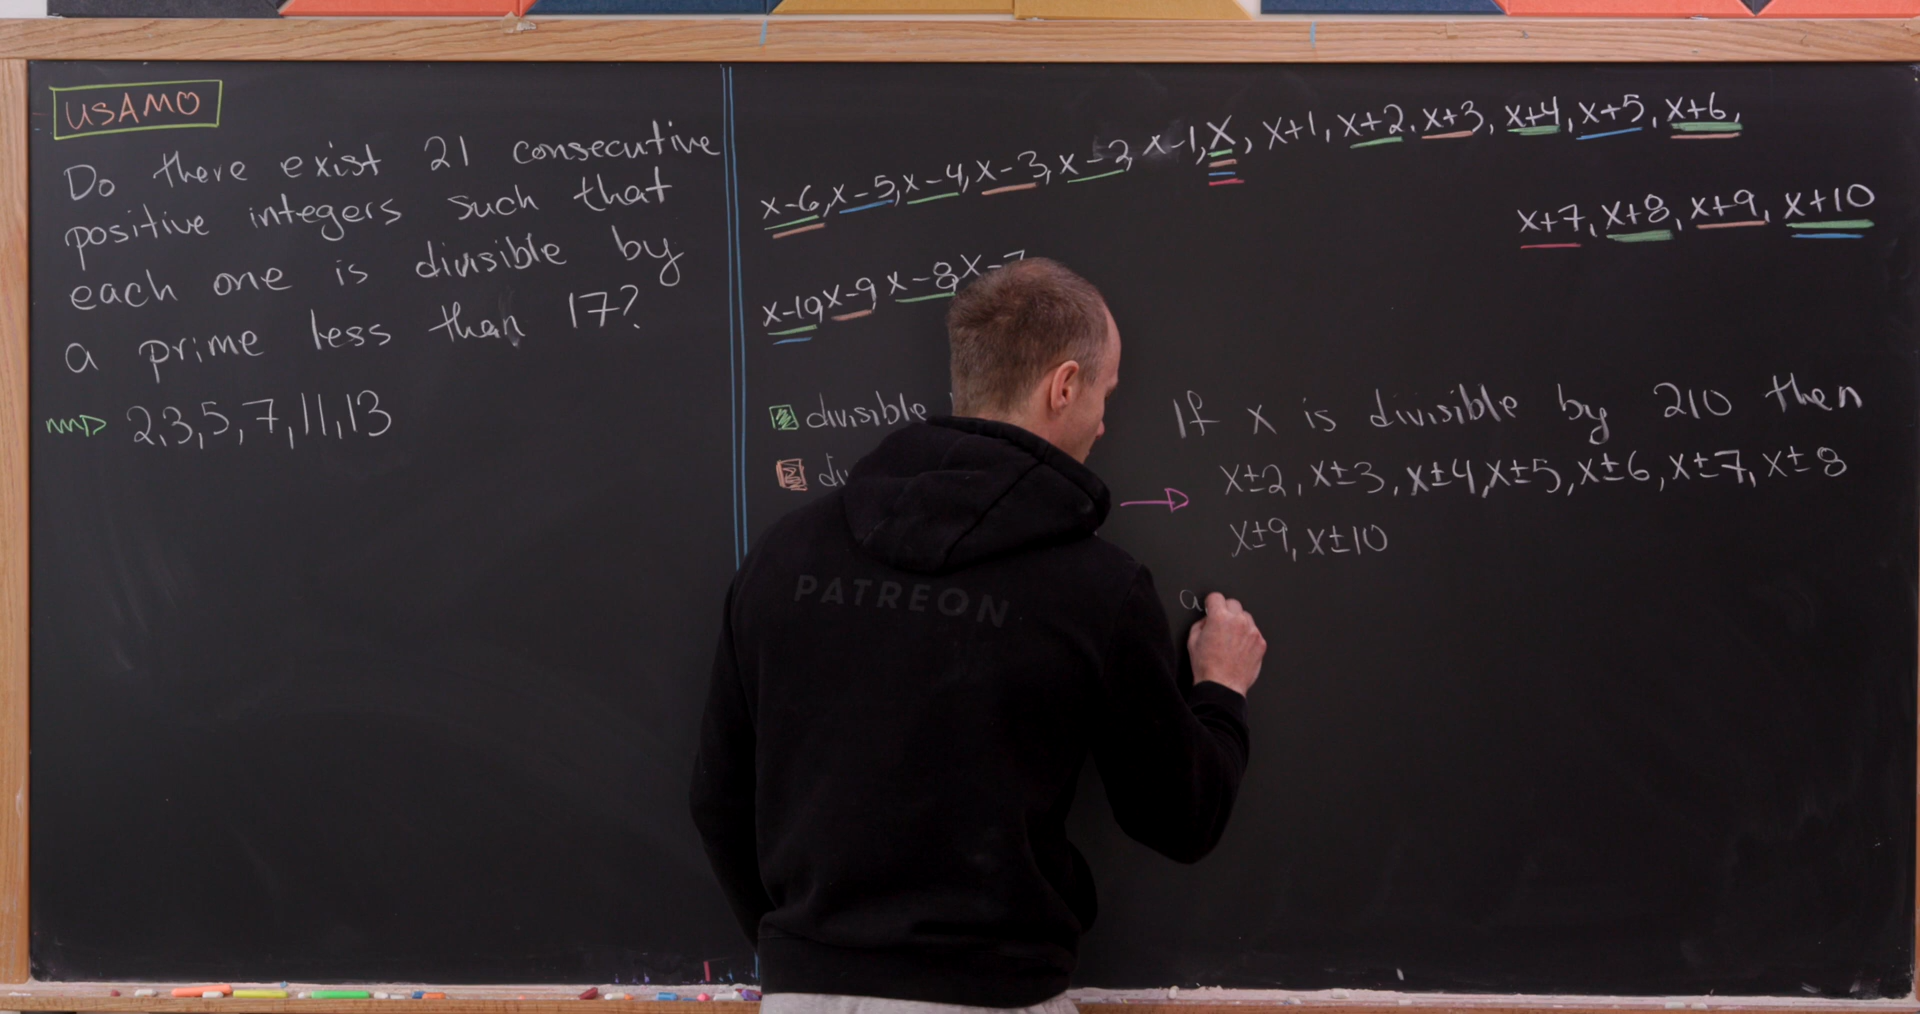 USAMO
Do there exist 21 consecutive
positive integers such that
each one is divisible by
a prime less than 17?
2,3,5,7,11,13
x-6,x-5,x-4,x-3,x-2,x-1,x,x+1,x+2,x+3,x+4,x+5,x+6,
x+7,x+8,x+9,x+10
x-10,x-9 x-8 x-7
divisible
If x is divisible by 210 then
x±2,x±3,x±4,x±5,x±6,x±7,x±8
x±9,x±10
a
PATREON